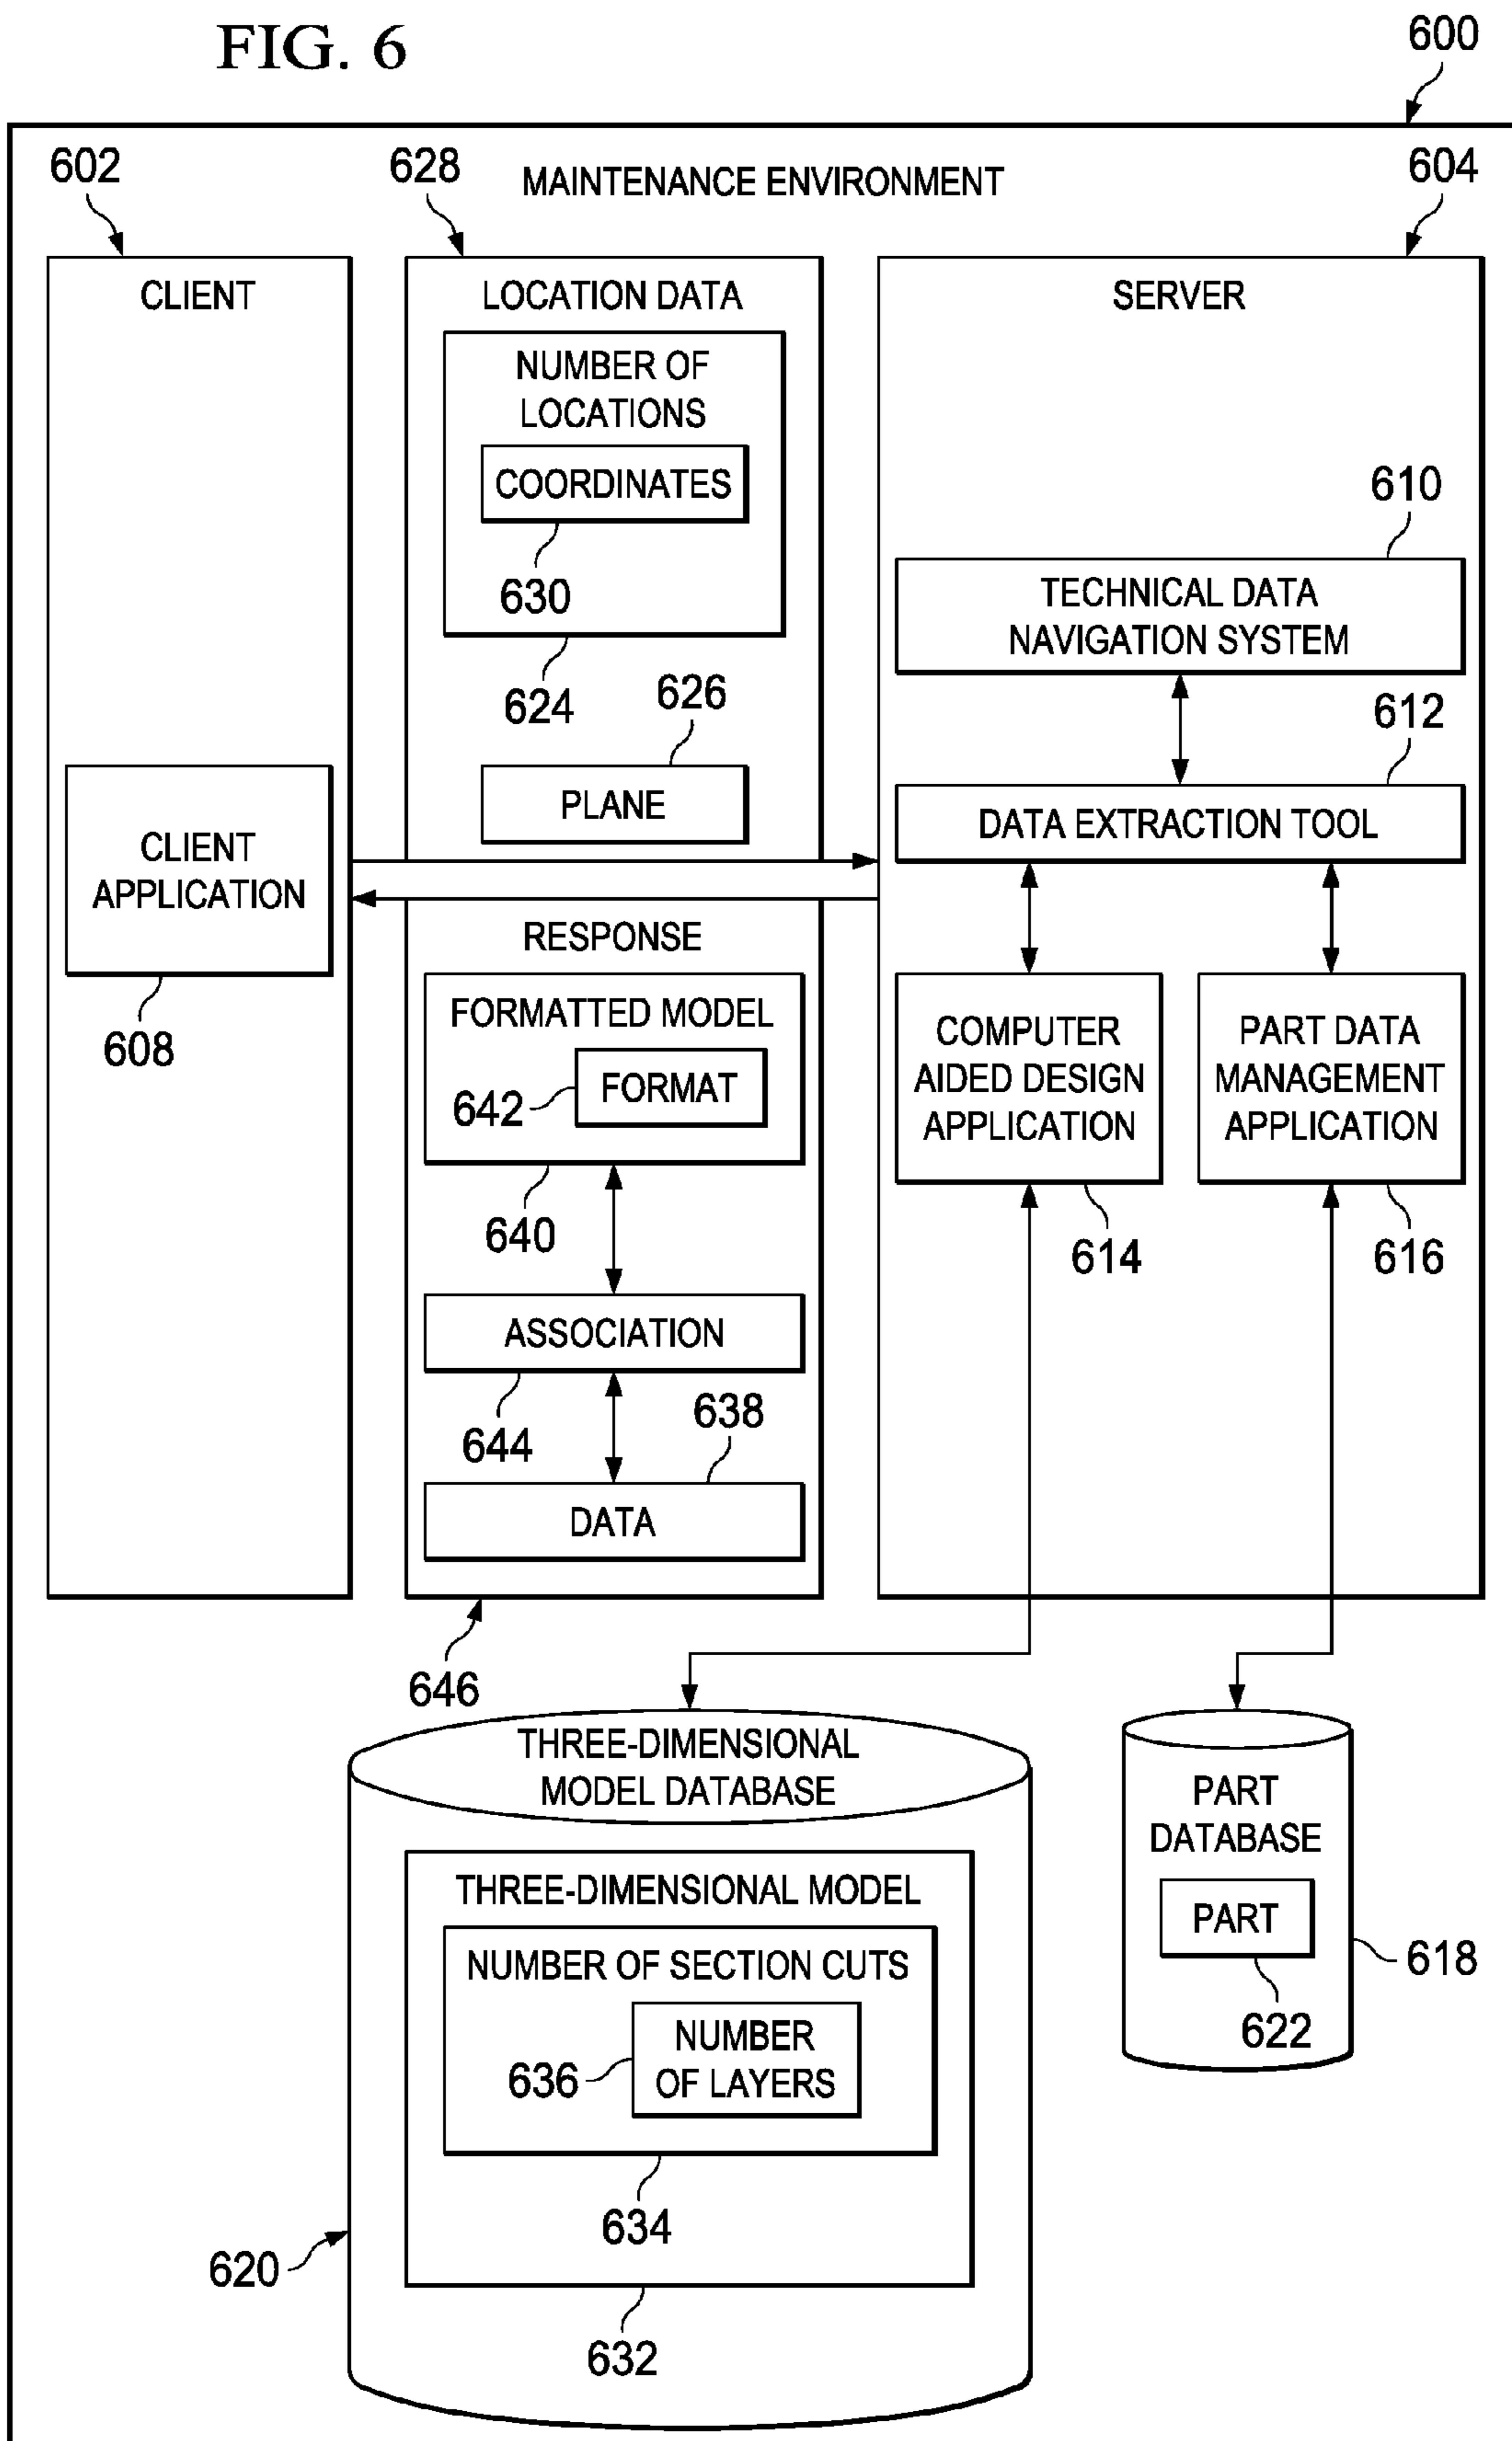 FIG. 6
600
MAINTENANCE ENVIRONMENT
602
628
604
CLIENT
CLIENT
APPLICATION
608
LOCATION DATA
NUMBER OF
LOCATIONS
COORDINATES
630
624
626
PLANE
RESPONSE
FORMATTED MODEL
642
FORMAT
640
ASSOCIATION
644
638
DATA
646
SERVER
610
TECHNICAL DATA
NAVIGATION SYSTEM
612
DATA EXTRACTION TOOL
COMPUTER
AIDED DESIGN
APPLICATION
614
PART DATA
MANAGEMENT
APPLICATION
616
THREE-DIMENSIONAL
MODEL DATABASE
THREE-DIMENSIONAL MODEL
NUMBER OF SECTION CUTS
636
NUMBER
OF LAYERS
634
620
632
PART
DATABASE
PART
618
622